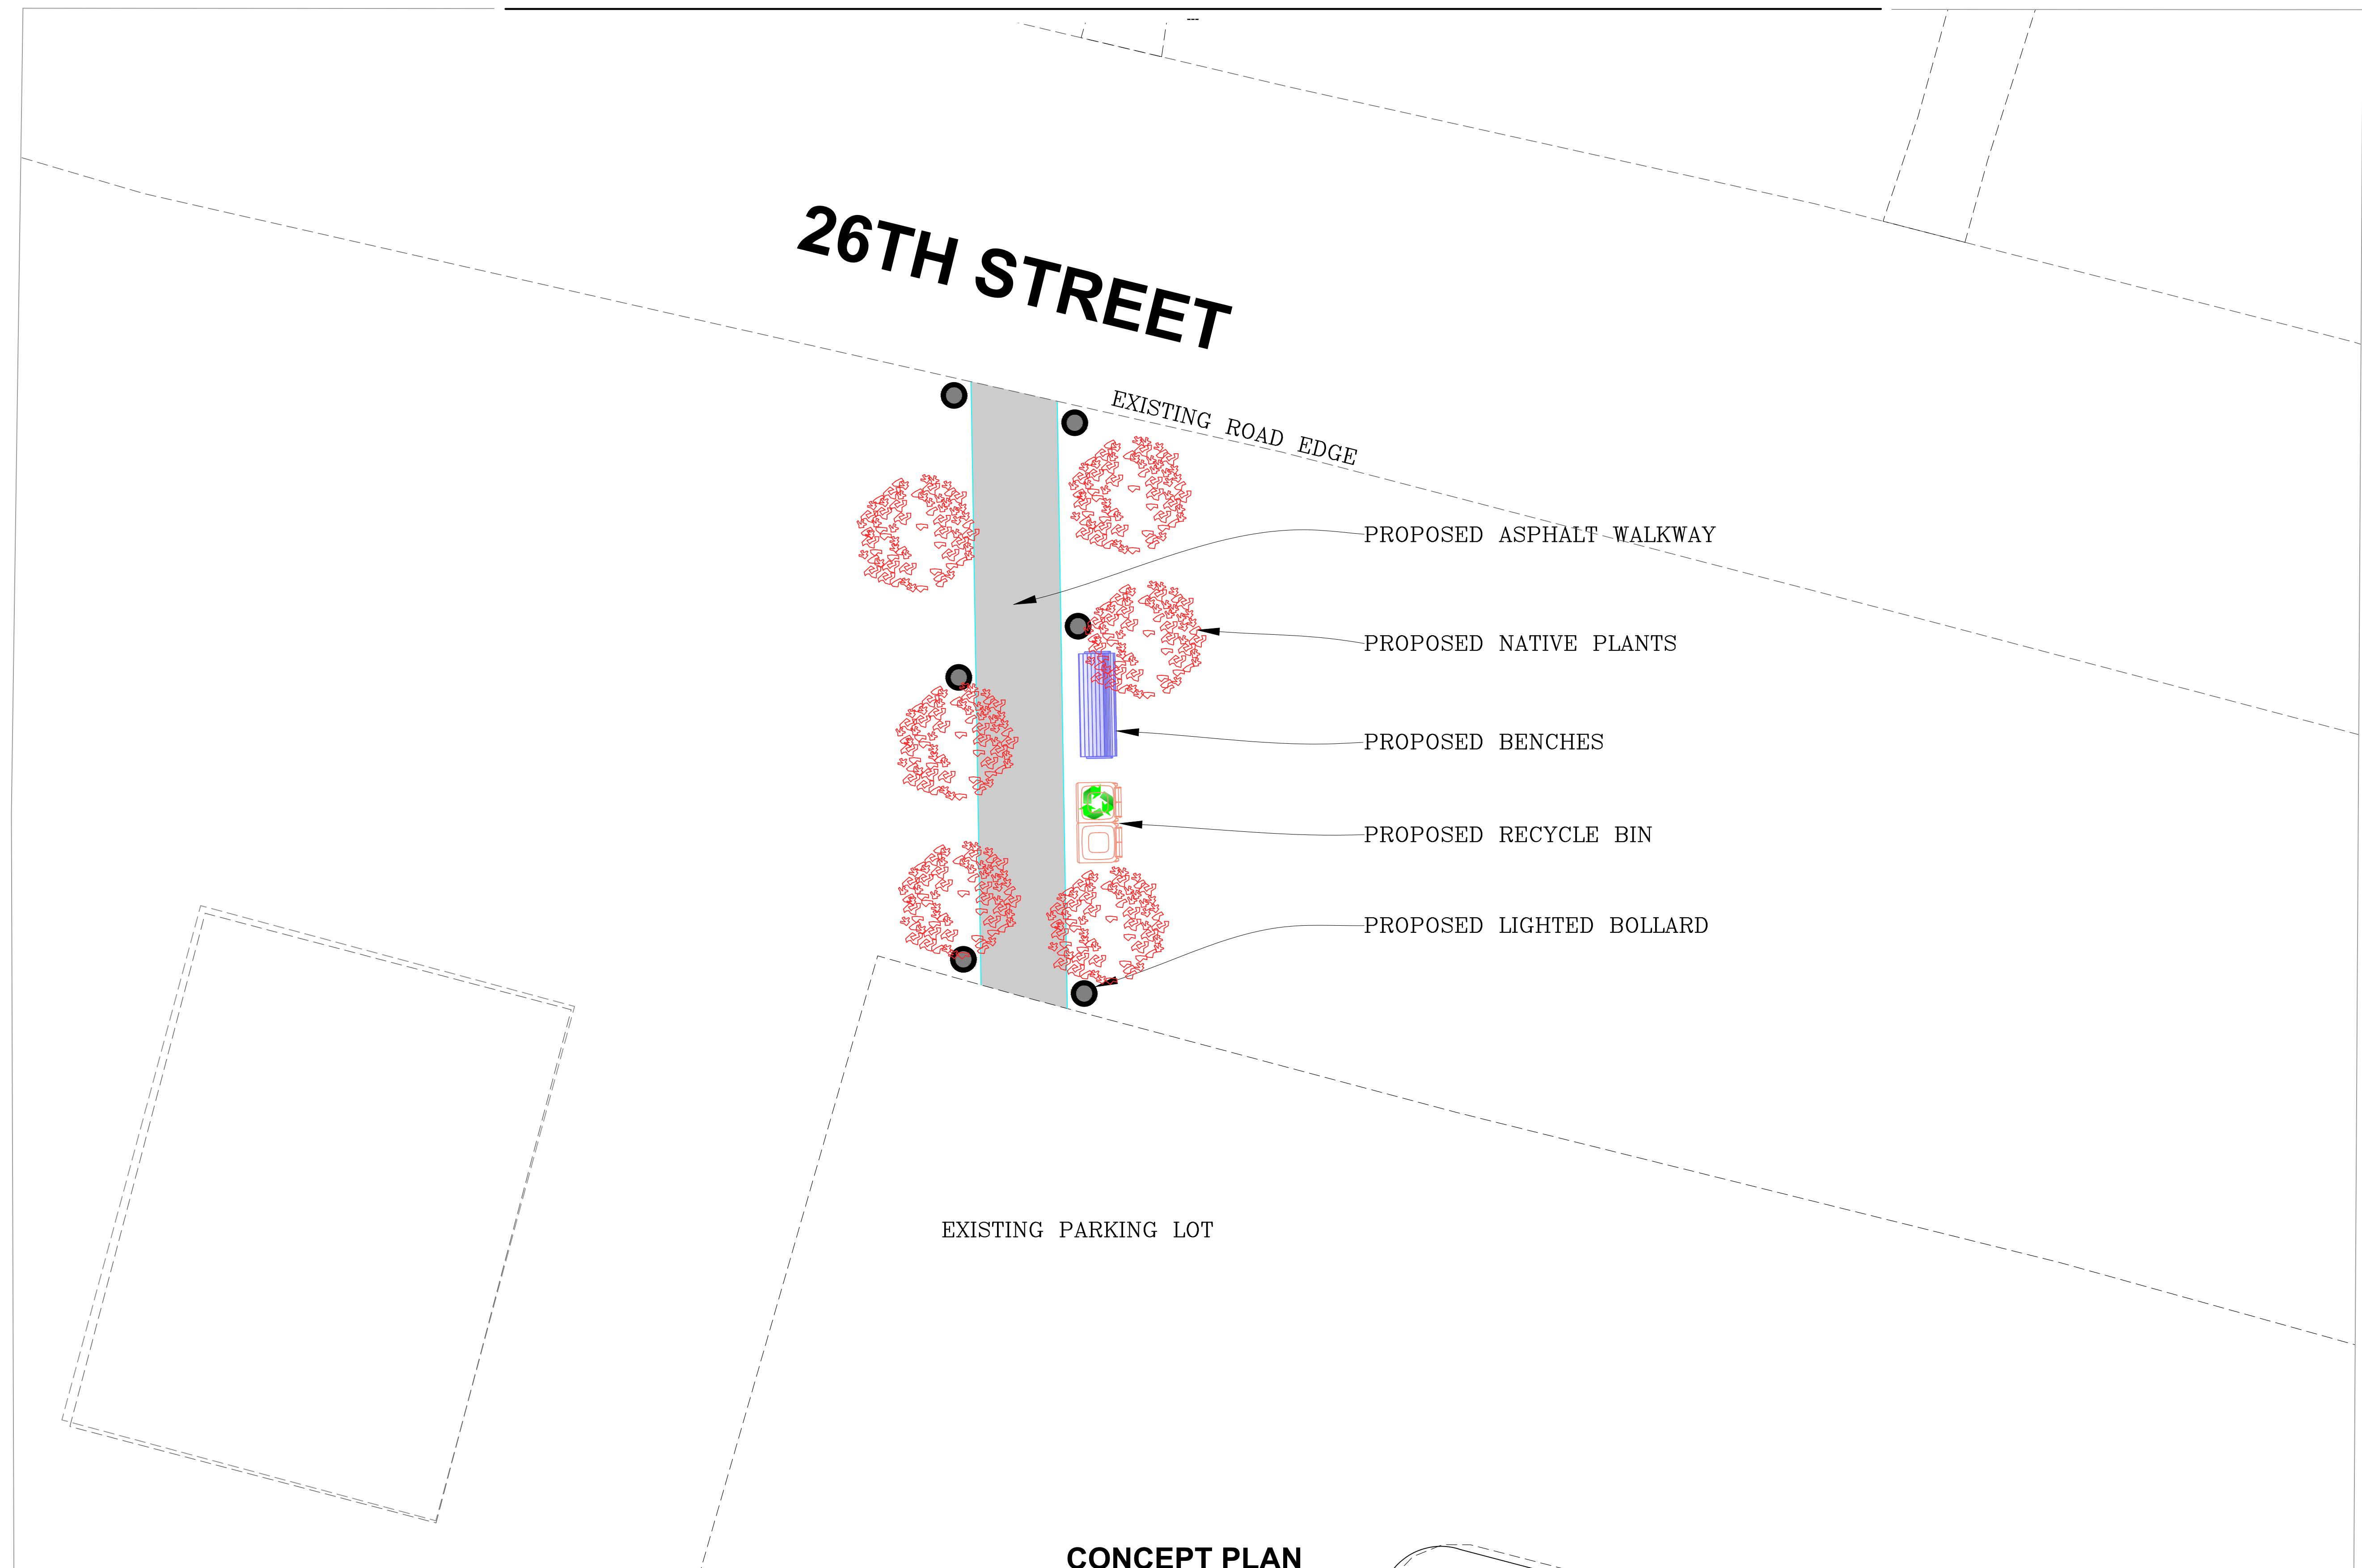 ---
26TH STREET
EXISTING ROAD EDGE
PROPOSED ASPHALT WALKWAY
PROPOSED NATIVE PLANTS
PROPOSED BENCHES
PROPOSED RECYCLE BIN
PROPOSED LIGHTED BOLLARD
EXISTING PARKING LOT
CONCEPT PLAN